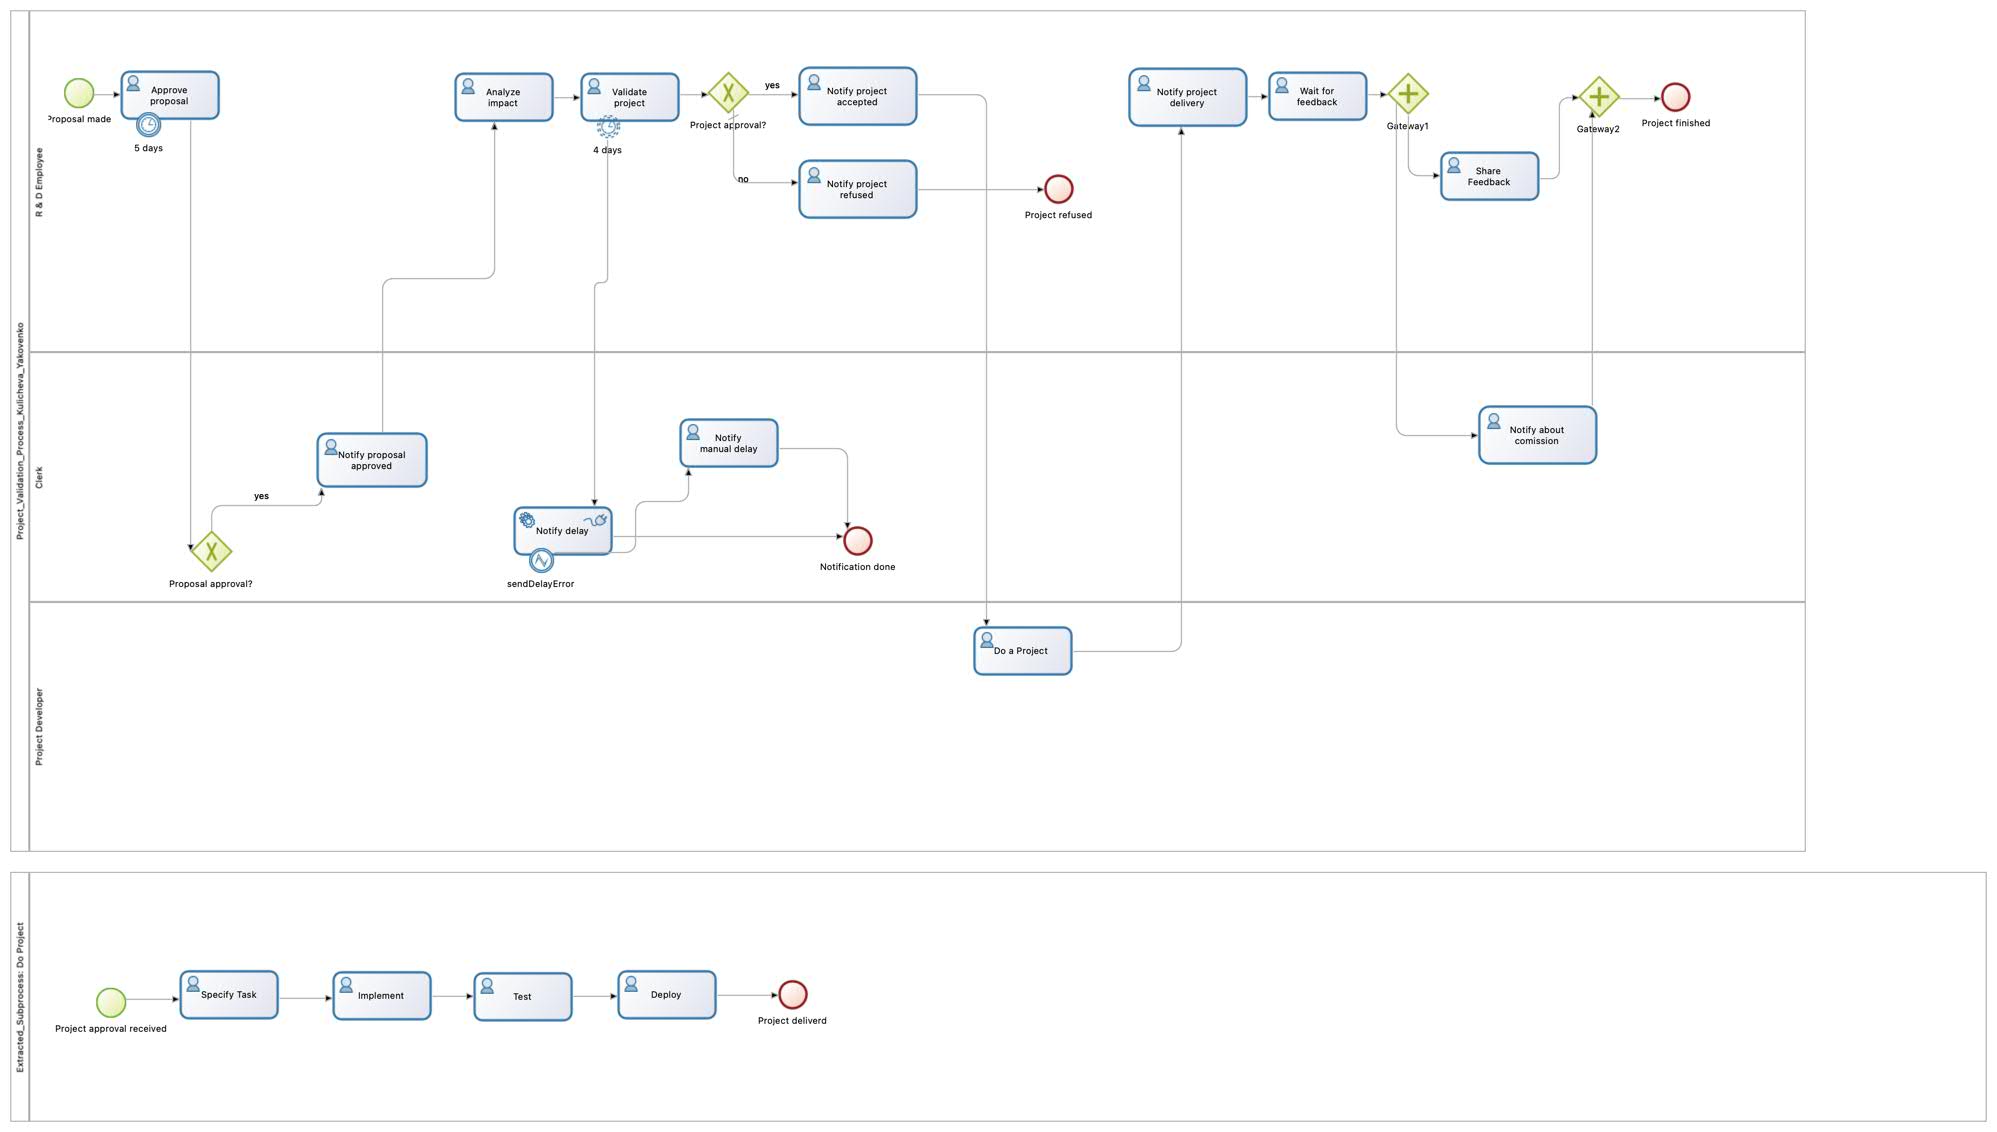 Project_Validation_Process_Kulicheva_Yakovenko
R & D Employee
Proposal made
Approve
proposal
5 days
Analyze
impact
Validate
project
4 days
Project approval?
yes
no
Notify project
accepted
Notify project
refused
Project refused
Notify project
delivery
Wait for
feedback
Gateway1
Share
Feedback
Gateway2
Project finished
Clerk
Proposal approval?
yes
Notify proposal
approved
Notify delay
sendDelayError
Notify
manual delay
Notification done
Notify about
comission
Project Developer
Do a Project
Extracted_Subprocess: Do Project
Project approval received
Specify Task
Implement
Test
Deploy
Project deliverd